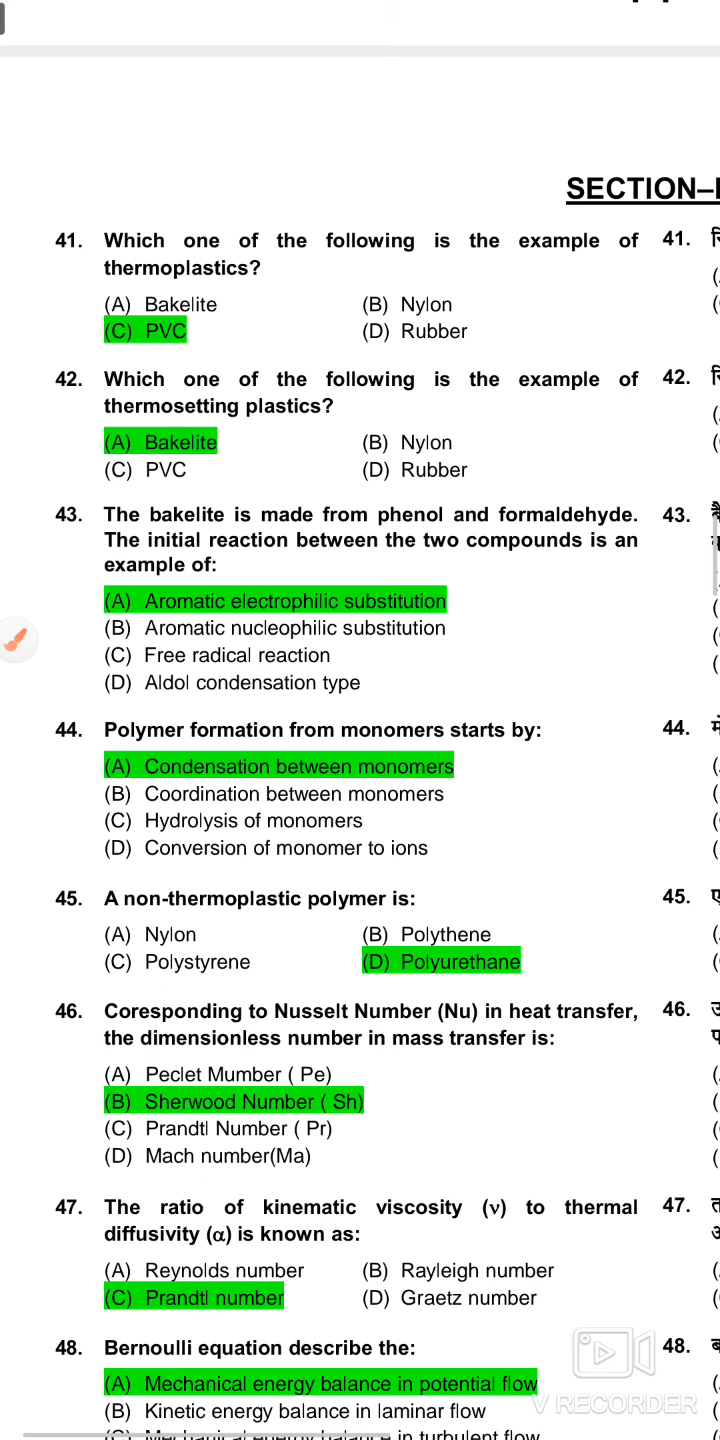 SECTION–
41. Which one of the following is the example of 41.
thermoplastics?
(A) Bakelite (B) Nylon
(C) PVC (D) Rubber
42. Which one of the following is the example of 42.
thermosetting plastics?
(A) Bakelite (B) Nylon
(C) PVC (D) Rubber
43. The bakelite is made from phenol and formaldehyde. 43.
The initial reaction between the two compounds is an
example of:
(A) Aromatic electrophilic substitution
(B) Aromatic nucleophilic substitution
(C) Free radical reaction
(D) Aldol condensation type
44. Polymer formation from monomers starts by: 44.
(A) Condensation between monomers
(B) Coordination between monomers
(C) Hydrolysis of monomers
(D) Conversion of monomer to ions
45. A non-thermoplastic polymer is: 45.
(A) Nylon (B) Polythene
(C) Polystyrene (D) Polyurethane
46. Coresponding to Nusselt Number (Nu) in heat transfer, 46.
the dimensionless number in mass transfer is:
(A) Peclet Mumber ( Pe)
(B) Sherwood Number ( Sh)
(C) Prandtl Number ( Pr)
(D) Mach number(Ma)
47. The ratio of kinematic viscosity (ν) to thermal 47.
diffusivity (α) is known as:
(A) Reynolds number (B) Rayleigh number
(C) Prandtl number (D) Graetz number
48. Bernoulli equation describe the: 48.
(A) Mechanical energy balance in potential flow
(B) Kinetic energy balance in laminar flow
V RECORDER
(C) Mechanical energy balance in turbulent flow